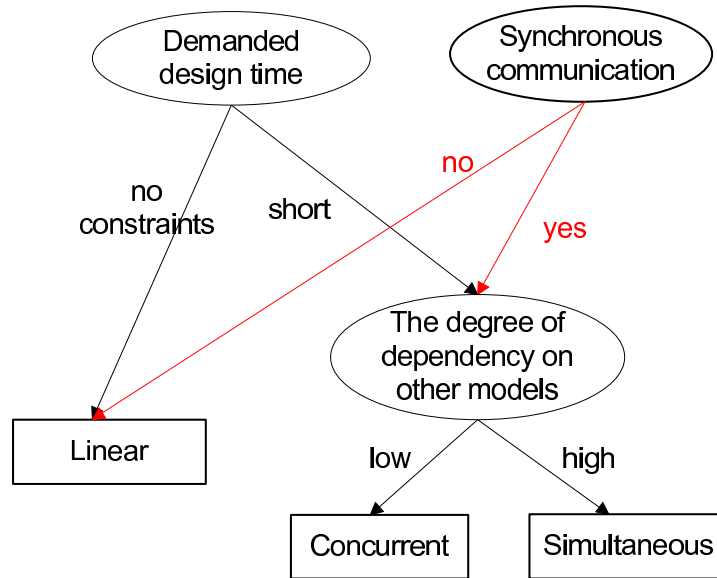 Demanded
design time
Synchronous
communication
no
no
constraints
short
yes
The degree of
dependency on
other models
Linear
low
high
Concurrent
Simultaneous